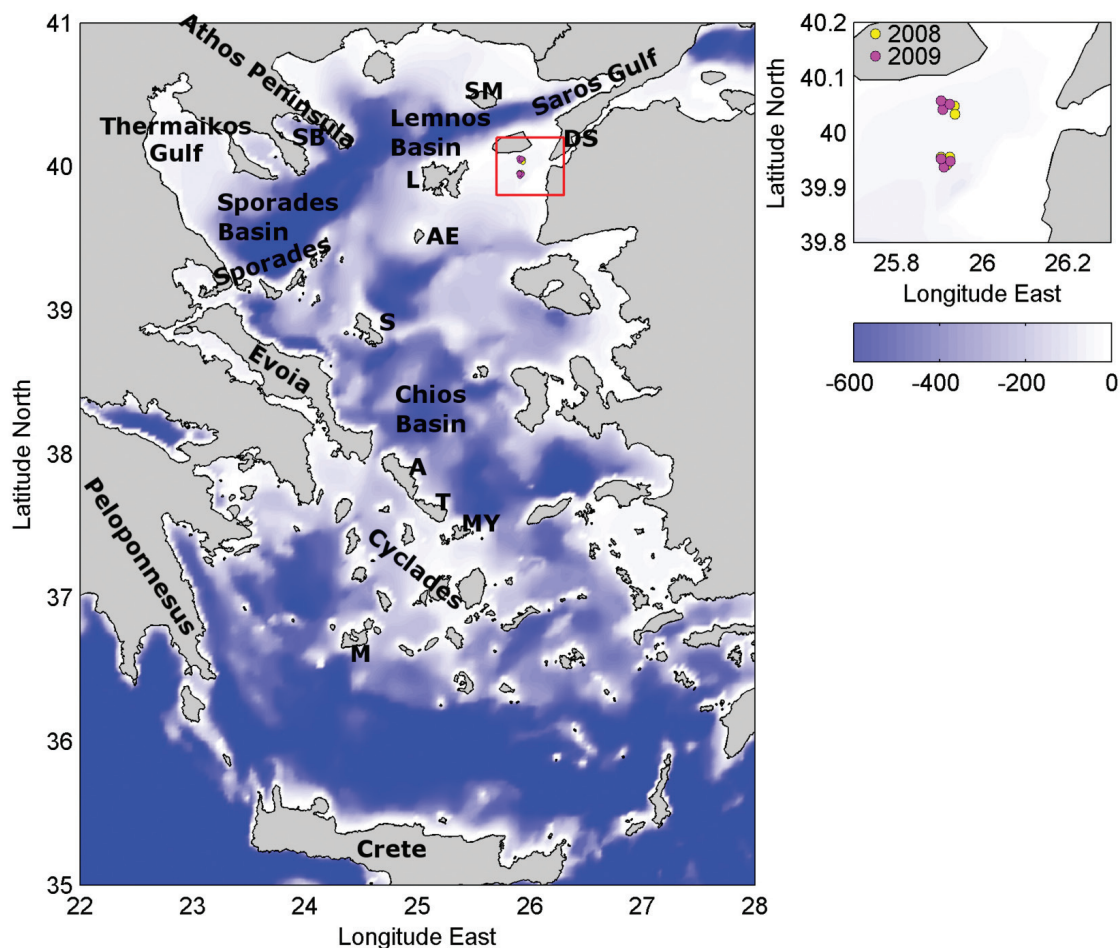 41
40
39
38
37
36
35
22
23
24
25
26
27
28
Latitude North
Longitude East
Athos Peninsula
SM
Saros Gulf
Thermaikos
Gulf
SB
Lemnos
Basin
DS
L
Sporades
Basin
AE
Sporades
S
Evoia
Chios
Basin
A
T
MY
Peloponnesus
Cyclades
M
Crete
2008
2009
40.2
40.1
40
39.9
39.8
25.8
26
26.2
Latitude North
Longitude East
-600
-400
-200
0